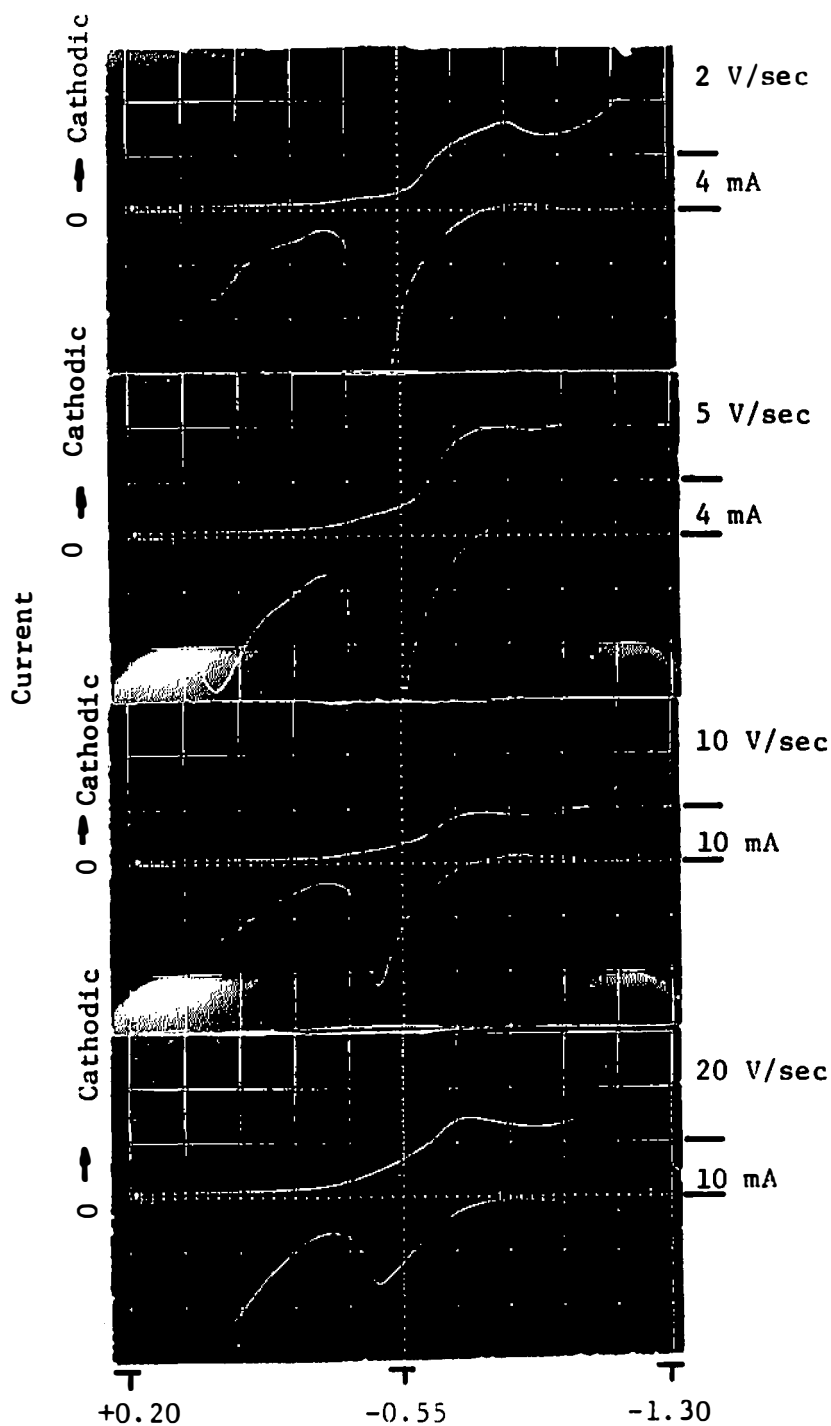 Current
0 → Cathodic
2 V/sec
4 mA
0 → Cathodic
5 V/sec
4 mA
0 → Cathodic
10 V/sec
10 mA
0 → Cathodic
20 V/sec
10 mA
+0.20 -0.55 -1.30